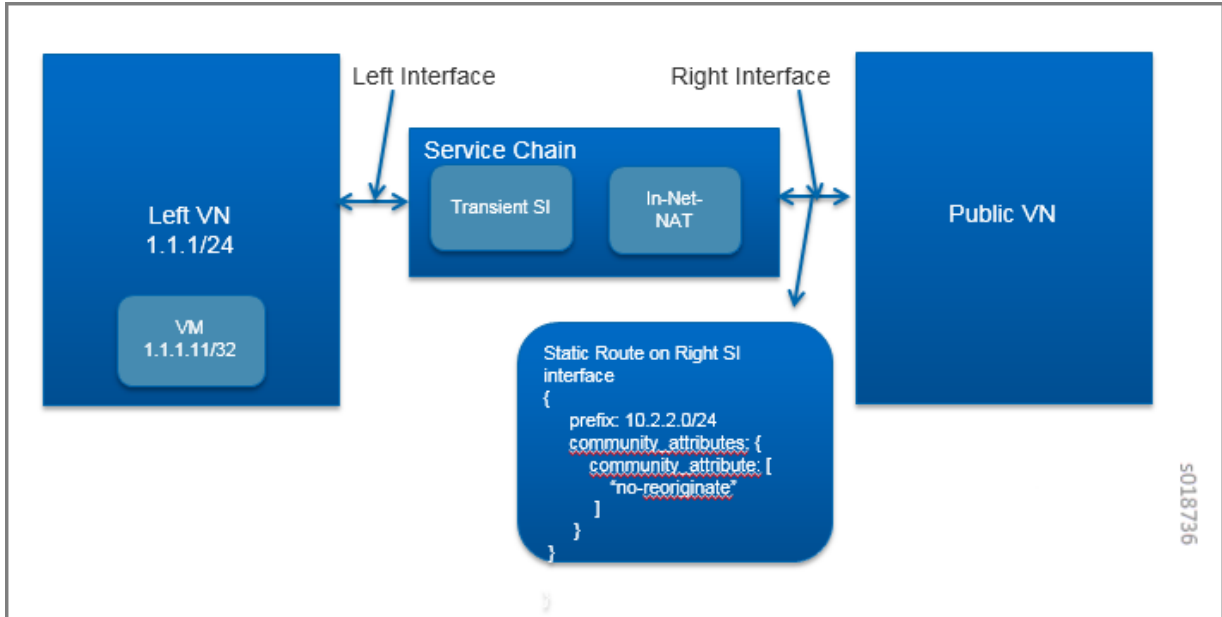 Left Interface
Right Interface
Service Chain
Transient SI
In-Net-
NAT
Left VN
1.1.1/24
VM
1.1.1.11/32
Public VN
Static Route on Right SI
interface
{
prefix: 10.2.2.0/24
community_attributes: {
community_attribute: [
“no-reoriginate”
]
}
}
s018736